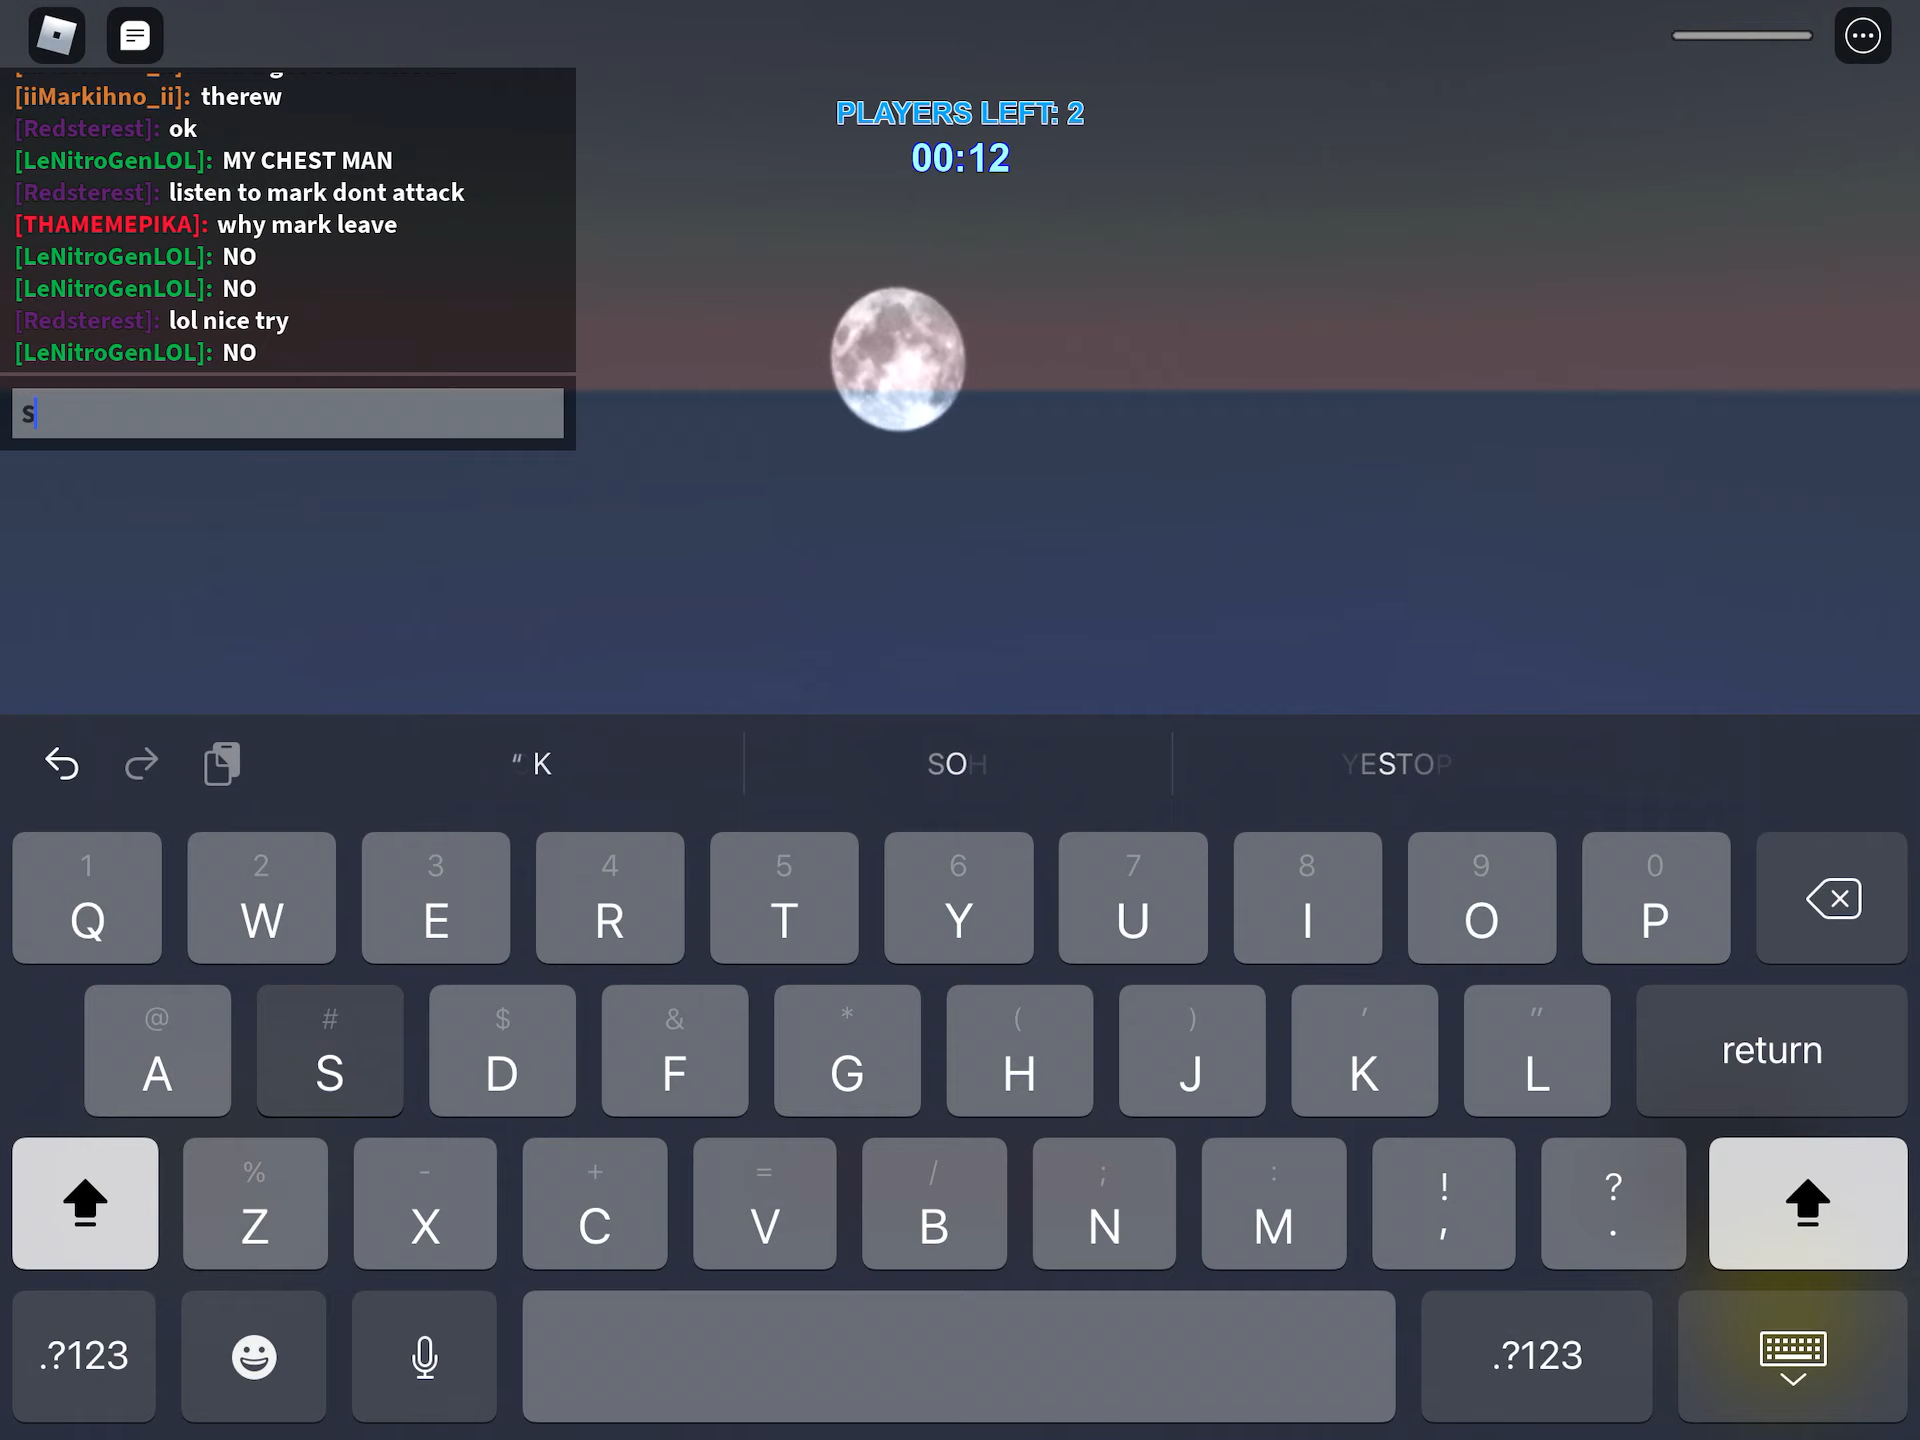 [iiMarkihno_ii]: therew
[Redsterest]: ok
[LeNitroGenLOL]: MY CHEST MAN
[Redsterest]: listen to mark dont attack
[THAMEMEPIKA]: why mark leave
[LeNitroGenLOL]: NO
[LeNitroGenLOL]: NO
[Redsterest]: lol nice try
[LeNitroGenLOL]: NO
S
PLAYERS LEFT: 2
00:12
“ K SOH YESTOP
1 2 3 4 5 6 7 8 9 0
Q W E R T Y U I O P
@ # $ & * ( ) ’ ”
A S D F G H J K L return
% - + = / ; : ! ?
Z X C V B N M , .
.?123 .?123